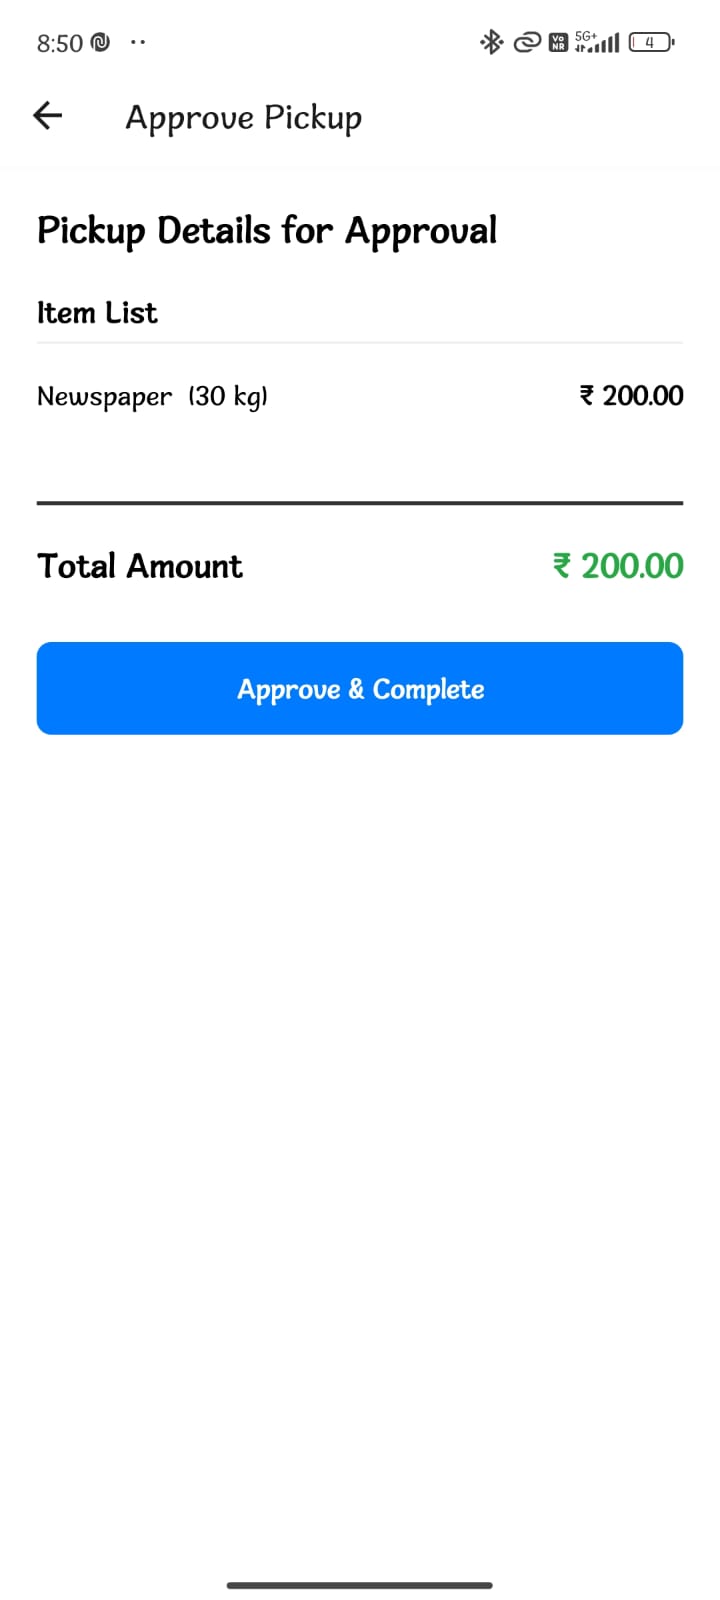 8:50
Vo NR 5G+ 4
Approve Pickup
Pickup Details for Approval
Item List
Newspaper (30 kg) ₹ 200.00
Total Amount ₹ 200.00
Approve & Complete